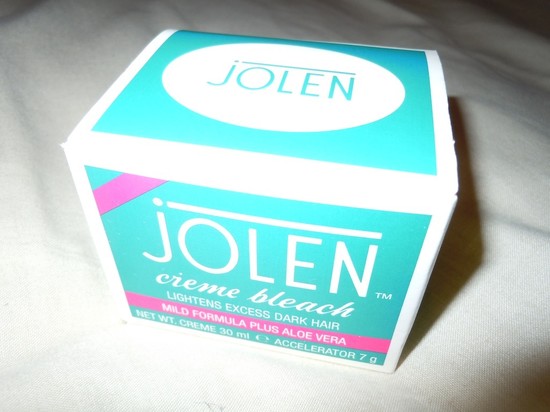 JOLEN
JOLEN
creme bleach ™
LIGHTENS EXCESS DARK HAIR
MILD FORMULA PLUS ALOE VERA
NET WT. CREME 30 ml ℮ ACCELERATOR 7 g